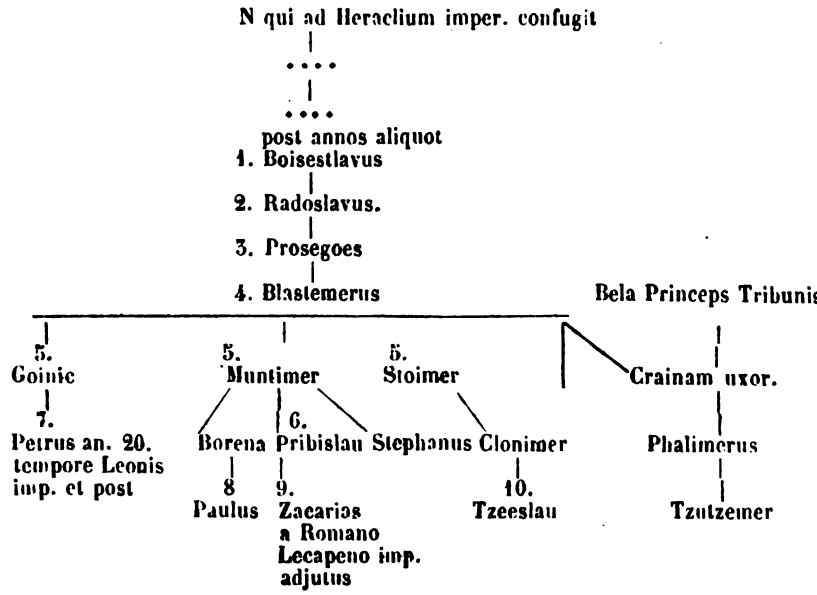 N qui ad Heraclium imper. confugit
....
....
post annos aliquot
1. Boisestlavus
2. Radoslavus.
3. Prosegoes
4. Blastemerus
Bela Princeps Tribunis
5. 5. 5.
Goinic Muntimer Stoimer Crainam uxor.
7. 6.
Petrus an. 20. Borena Pribislau Stephanus Clonimer Phalimerus
tempore Leonis
imp. et post 8 9. 10.
Paulus Zacarias Tzeeslau Tzutzemer
a Romano
Lecapeno imp.
adjutus